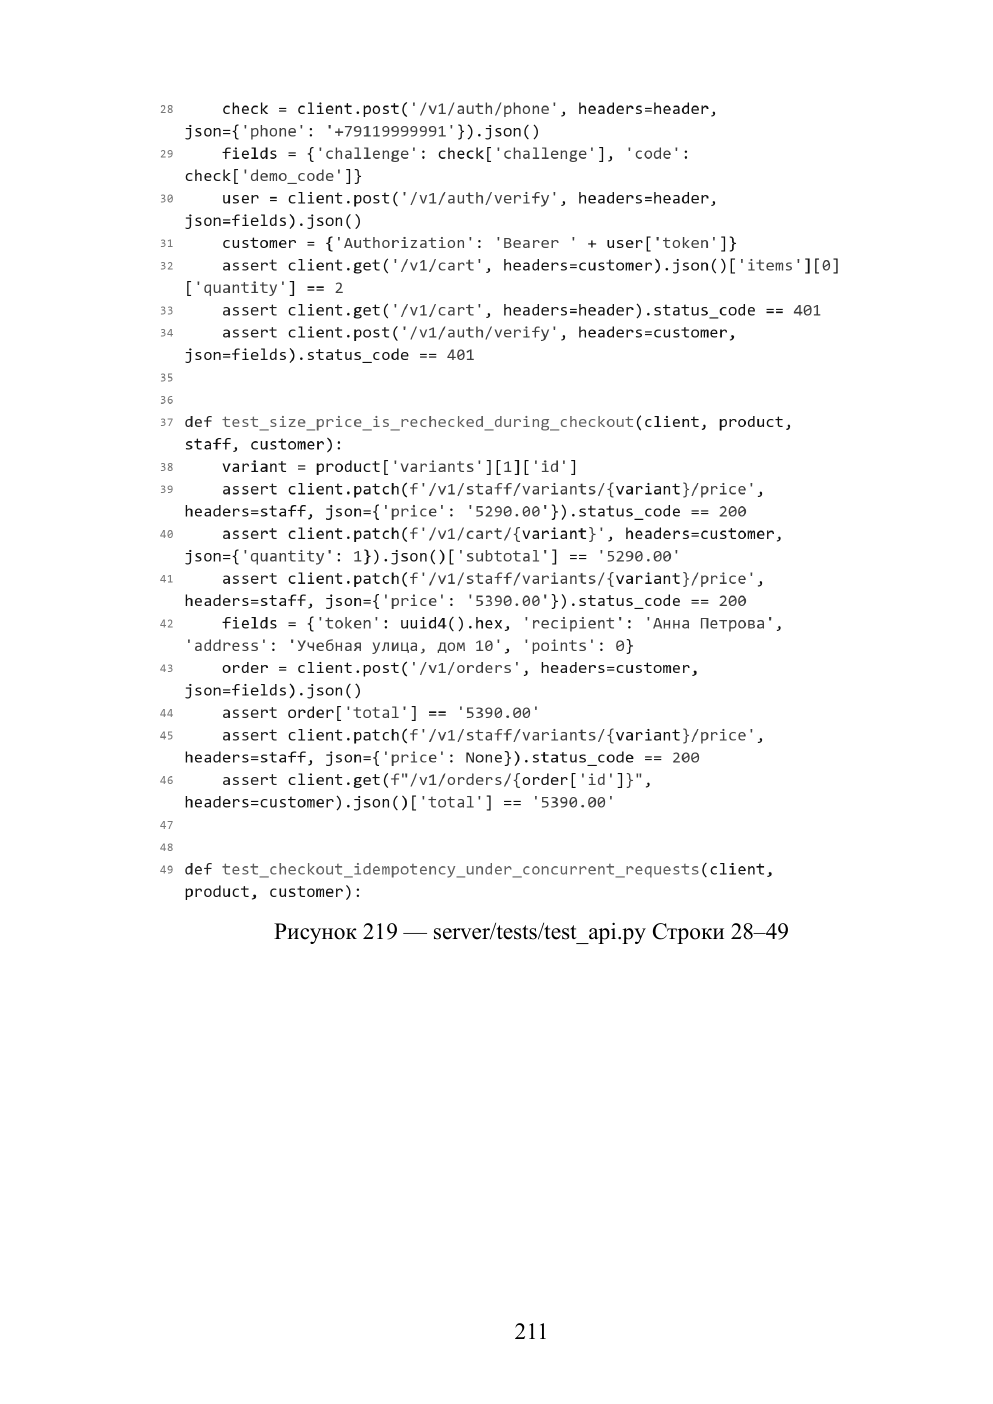 28     check = client.post('/v1/auth/phone', headers=header,
json={'phone': '+79119999991'}).json()
29     fields = {'challenge': check['challenge'], 'code':
check['demo_code']}
30     user = client.post('/v1/auth/verify', headers=header,
json=fields).json()
31     customer = {'Authorization': 'Bearer ' + user['token']}
32     assert client.get('/v1/cart', headers=customer).json()['items'][0]
['quantity'] == 2
33     assert client.get('/v1/cart', headers=header).status_code == 401
34     assert client.post('/v1/auth/verify', headers=customer,
json=fields).status_code == 401
35
36
37 def test_size_price_is_rechecked_during_checkout(client, product,
staff, customer):
38     variant = product['variants'][1]['id']
39     assert client.patch(f'/v1/staff/variants/{variant}/price',
headers=staff, json={'price': '5290.00'}).status_code == 200
40     assert client.patch(f'/v1/cart/{variant}', headers=customer,
json={'quantity': 1}).json()['subtotal'] == '5290.00'
41     assert client.patch(f'/v1/staff/variants/{variant}/price',
headers=staff, json={'price': '5390.00'}).status_code == 200
42     fields = {'token': uuid4().hex, 'recipient': 'Анна Петрова',
'address': 'Учебная улица, дом 10', 'points': 0}
43     order = client.post('/v1/orders', headers=customer,
json=fields).json()
44     assert order['total'] == '5390.00'
45     assert client.patch(f'/v1/staff/variants/{variant}/price',
headers=staff, json={'price': None}).status_code == 200
46     assert client.get(f"/v1/orders/{order['id']}",
headers=customer).json()['total'] == '5390.00'
47
48
49 def test_checkout_idempotency_under_concurrent_requests(client,
product, customer):
Рисунок 219 — server/tests/test_api.py Строки 28–49
211